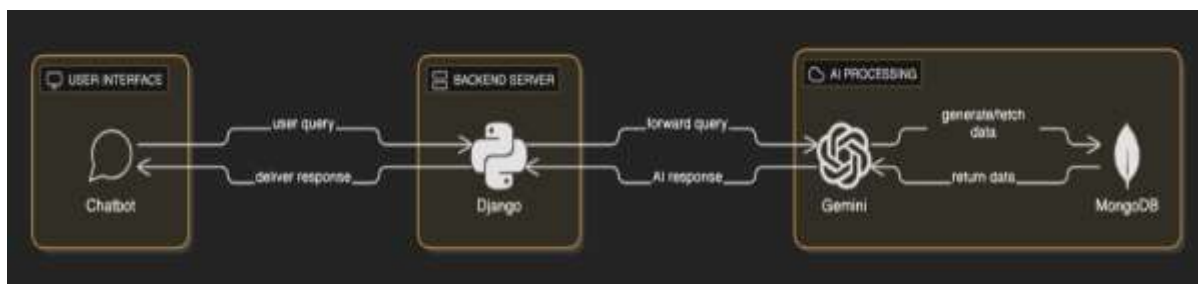 USER INTERFACE
BACKEND SERVER
AI PROCESSING
user query
forward query
generate/fetch
data
deliver response
AI response
return data
Chatbot
Django
Gemini
MongoDB